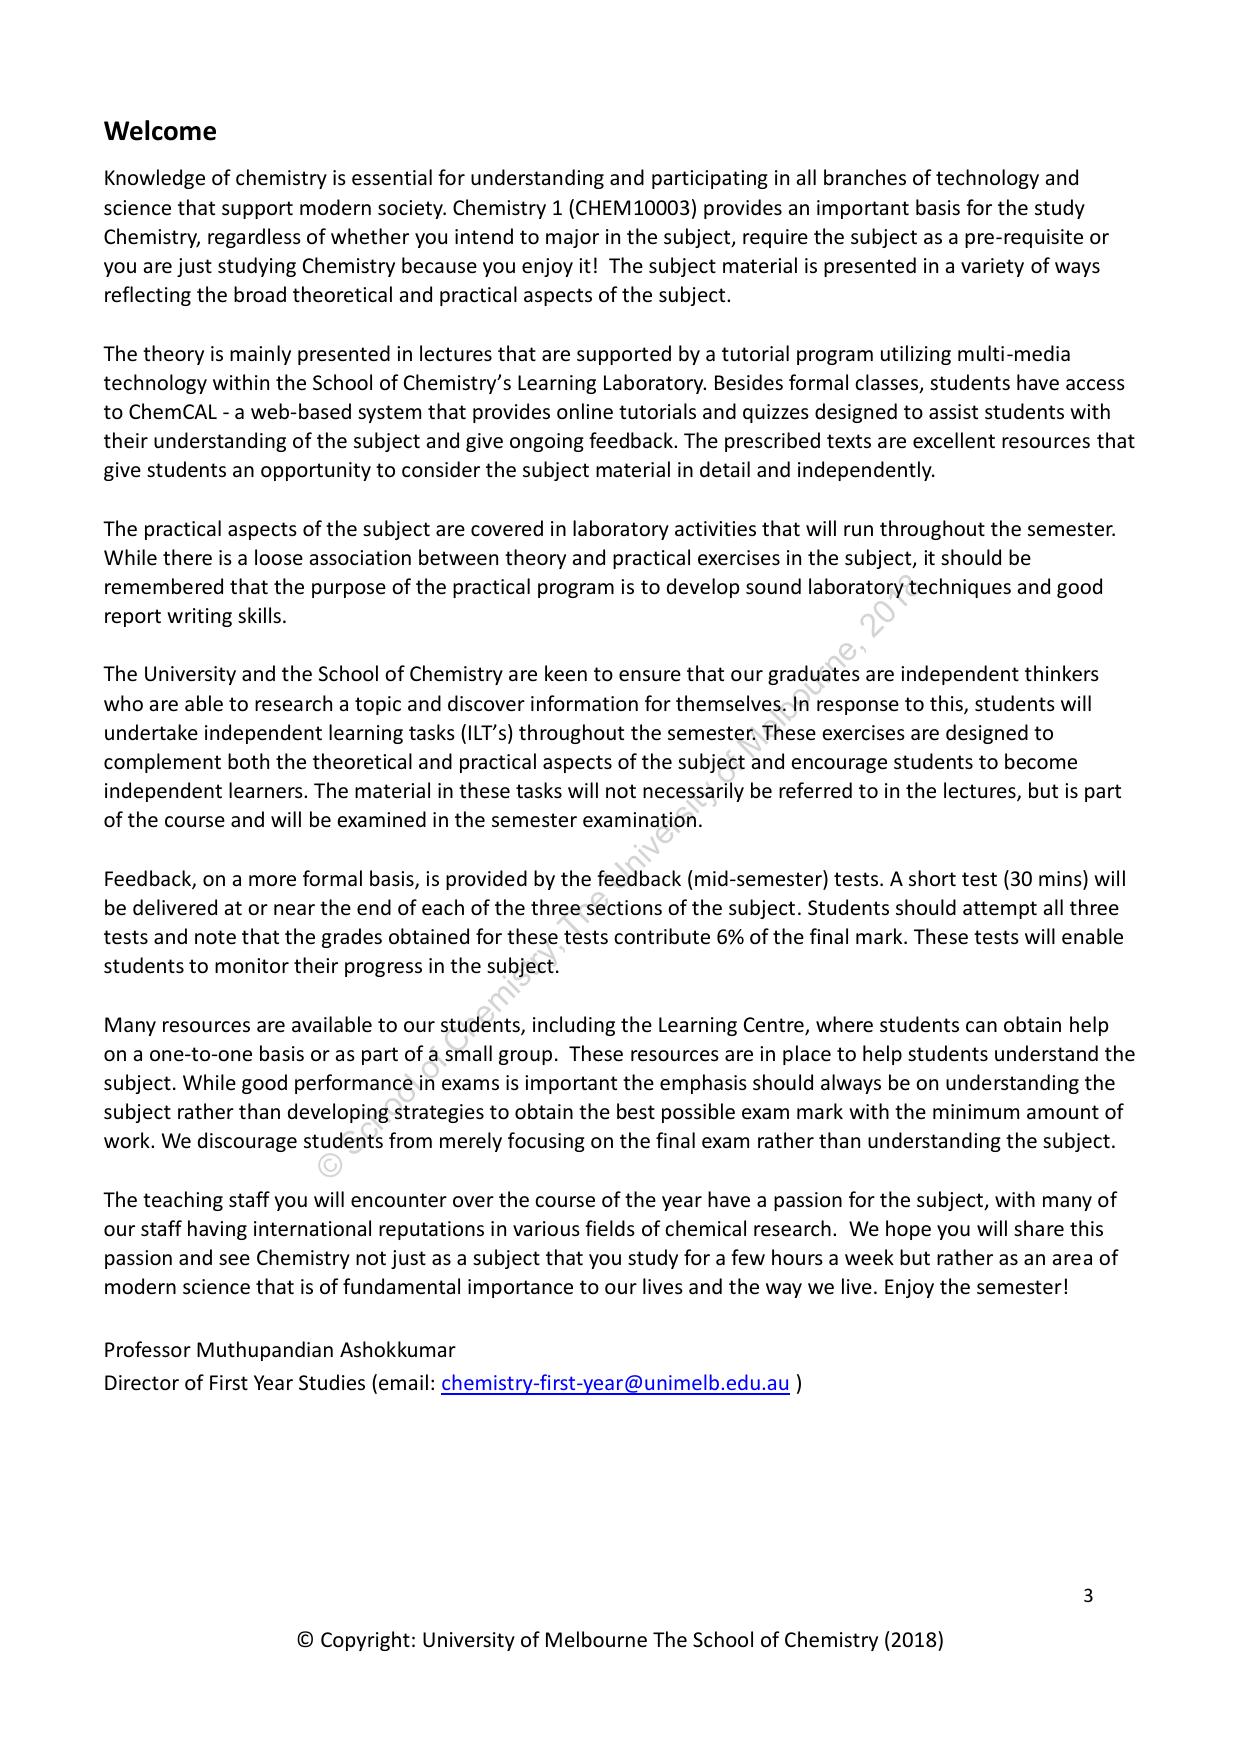 Welcome
Knowledge of chemistry is essential for understanding and participating in all branches of technology and
science that support modern society. Chemistry 1 (CHEM10003) provides an important basis for the study
Chemistry, regardless of whether you intend to major in the subject, require the subject as a pre-requisite or
you are just studying Chemistry because you enjoy it!  The subject material is presented in a variety of ways
reflecting the broad theoretical and practical aspects of the subject.
The theory is mainly presented in lectures that are supported by a tutorial program utilizing multi-media
technology within the School of Chemistry’s Learning Laboratory. Besides formal classes, students have access
to ChemCAL - a web-based system that provides online tutorials and quizzes designed to assist students with
their understanding of the subject and give ongoing feedback. The prescribed texts are excellent resources that
give students an opportunity to consider the subject material in detail and independently.
The practical aspects of the subject are covered in laboratory activities that will run throughout the semester.
While there is a loose association between theory and practical exercises in the subject, it should be
remembered that the purpose of the practical program is to develop sound laboratory techniques and good
report writing skills.
The University and the School of Chemistry are keen to ensure that our graduates are independent thinkers
who are able to research a topic and discover information for themselves. In response to this, students will
undertake independent learning tasks (ILT’s) throughout the semester. These exercises are designed to
complement both the theoretical and practical aspects of the subject and encourage students to become
independent learners. The material in these tasks will not necessarily be referred to in the lectures, but is part
of the course and will be examined in the semester examination.
Feedback, on a more formal basis, is provided by the feedback (mid-semester) tests. A short test (30 mins) will
be delivered at or near the end of each of the three sections of the subject. Students should attempt all three
tests and note that the grades obtained for these tests contribute 6% of the final mark. These tests will enable
students to monitor their progress in the subject.
Many resources are available to our students, including the Learning Centre, where students can obtain help
on a one-to-one basis or as part of a small group.  These resources are in place to help students understand the
subject. While good performance in exams is important the emphasis should always be on understanding the
subject rather than developing strategies to obtain the best possible exam mark with the minimum amount of
work. We discourage students from merely focusing on the final exam rather than understanding the subject.
The teaching staff you will encounter over the course of the year have a passion for the subject, with many of
our staff having international reputations in various fields of chemical research.  We hope you will share this
passion and see Chemistry not just as a subject that you study for a few hours a week but rather as an area of
modern science that is of fundamental importance to our lives and the way we live. Enjoy the semester!
Professor Muthupandian Ashokkumar
Director of First Year Studies (email: chemistry-first-year@unimelb.edu.au )
© School of Chemistry, The University of Melbourne, 2018
3
© Copyright: University of Melbourne The School of Chemistry (2018)